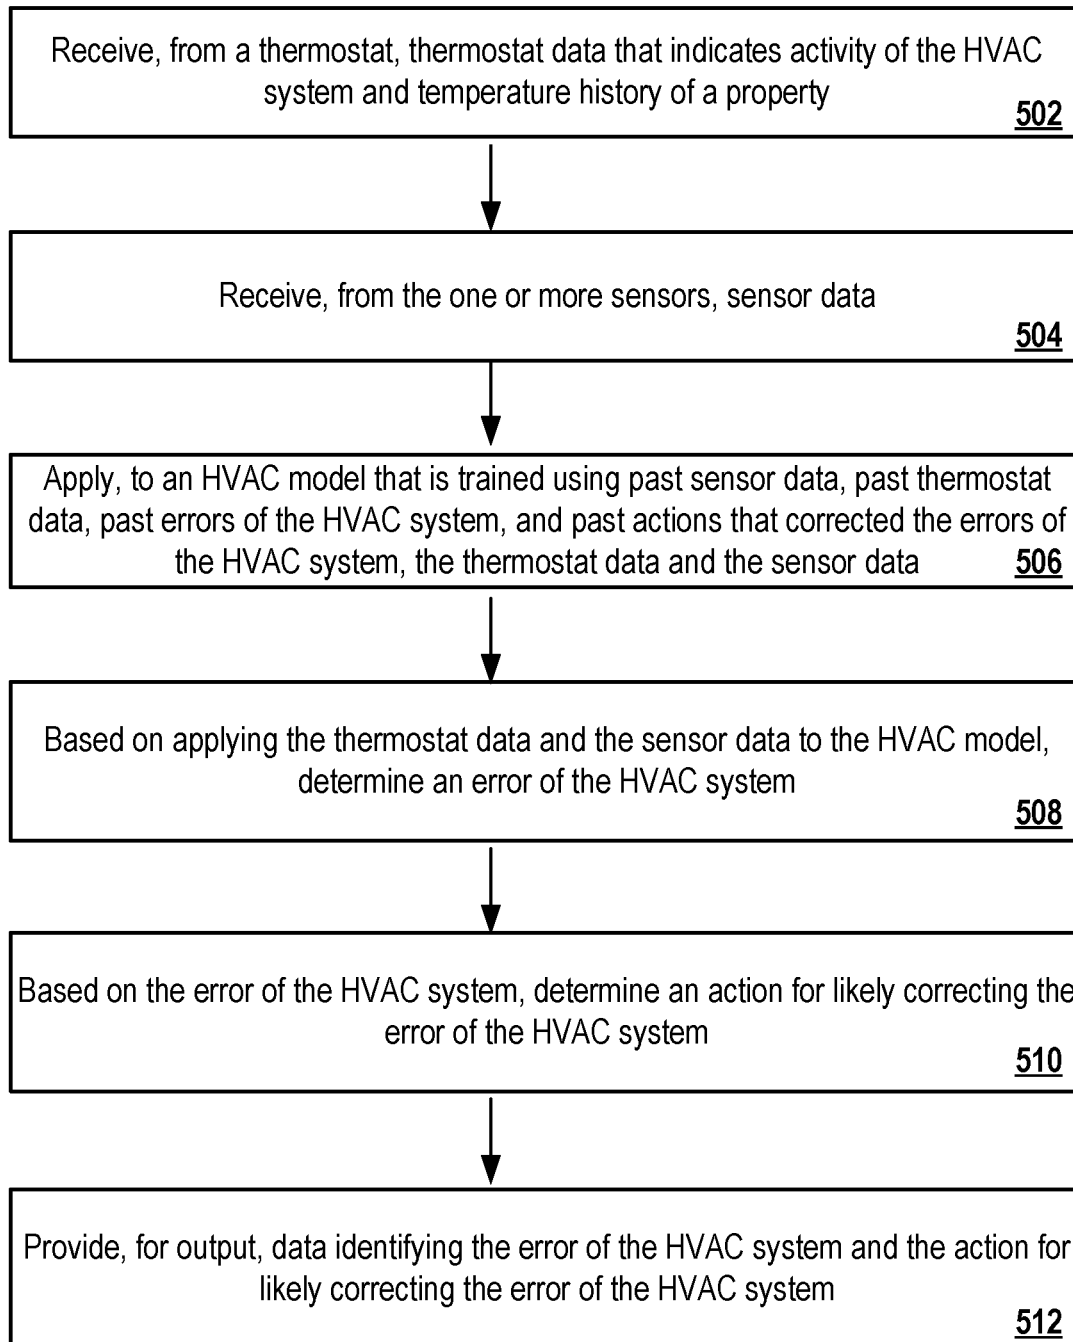 Receive, from a thermostat, thermostat data that indicates activity of the HVAC
system and temperature history of a property
502
Receive, from the one or more sensors, sensor data
504
Apply, to an HVAC model that is trained using past sensor data, past thermostat
data, past errors of the HVAC system, and past actions that corrected the errors of
the HVAC system, the thermostat data and the sensor data 506
Based on applying the thermostat data and the sensor data to the HVAC model,
determine an error of the HVAC system
508
Based on the error of the HVAC system, determine an action for likely correcting the
error of the HVAC system
510
Provide, for output, data identifying the error of the HVAC system and the action for
likely correcting the error of the HVAC system
512